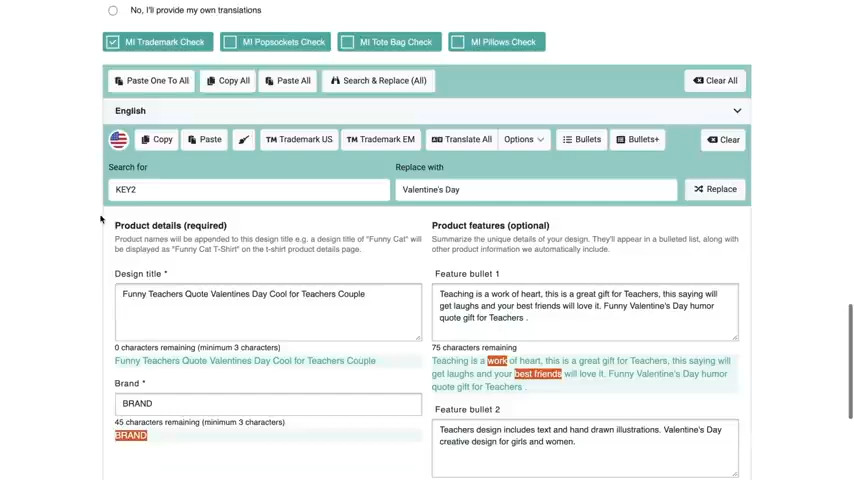 No, I'll provide my own translations
MI Trademark Check
MI Popsockets Check
MI Tote Bag Check
MI Pillows Check
Paste One To All
Copy All
Paste All
Search & Replace (All)
Clear All
English
Copy
Paste
TM Trademark US
TM Trademark EM
Translate All
Options
Bullets
Bullets+
Clear
Search for
Replace with
KEY2
Valentine's Day
Replace
Product details (required)
Product names will be appended to this design title e.g. a design title of "Funny Cat" will
be displayed as "Funny Cat T-Shirt" on the t-shirt product details page.
Design title *
Funny Teachers Quote Valentines Day Cool for Teachers Couple
0 characters remaining (minimum 3 characters)
Funny Teachers Quote Valentines Day Cool for Teachers Couple
Brand *
BRAND
45 characters remaining (minimum 3 characters)
BRAND
Product features (optional)
Summarize the unique details of your design. They'll appear in a bulleted list, along with
other product information we automatically include.
Feature bullet 1
Teaching is a work of heart, this is a great gift for Teachers, this saying will
get laughs and your best friends will love it. Funny Valentine's Day humor
quote gift for Teachers .
75 characters remaining
Teaching is a work of heart, this is a great gift for Teachers, this saying will
get laughs and your best friends will love it. Funny Valentine's Day humor
quote gift for Teachers .
Feature bullet 2
Teachers design includes text and hand drawn illustrations. Valentine's Day
creative design for girls and women.